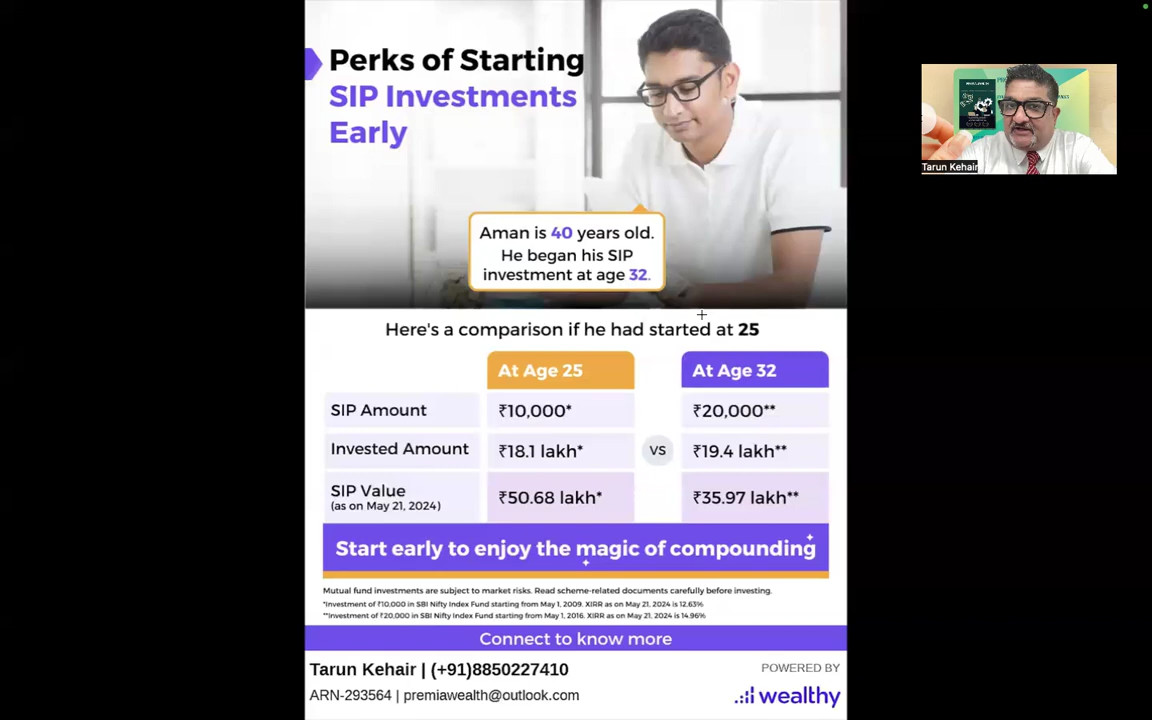 Perks of Starting
SIP Investments
Early
Aman is 40 years old.
He began his SIP
investment at age 32.
Here's a comparison if he had started at 25
At Age 25
At Age 32
SIP Amount
₹10,000*
₹20,000**
Invested Amount
₹18.1 lakh*
VS
₹19.4 lakh**
SIP Value
(as on May 21, 2024)
₹50.68 lakh*
₹35.97 lakh**
Start early to enjoy the magic of compounding
Mutual fund investments are subject to market risks. Read scheme-related documents carefully before investing.
*Investment of ₹10,000 in SBI Nifty Index Fund starting from May 1, 2009. XIRR as on May 21, 2024 is 12.63%
**Investment of ₹20,000 in SBI Nifty Index Fund starting from May 1, 2016. XIRR as on May 21, 2024 is 14.96%
Connect to know more
Tarun Kehair | (+91)8850227410
ARN-293564 | premiawealth@outlook.com
POWERED BY
wealthy
Tarun Kehair